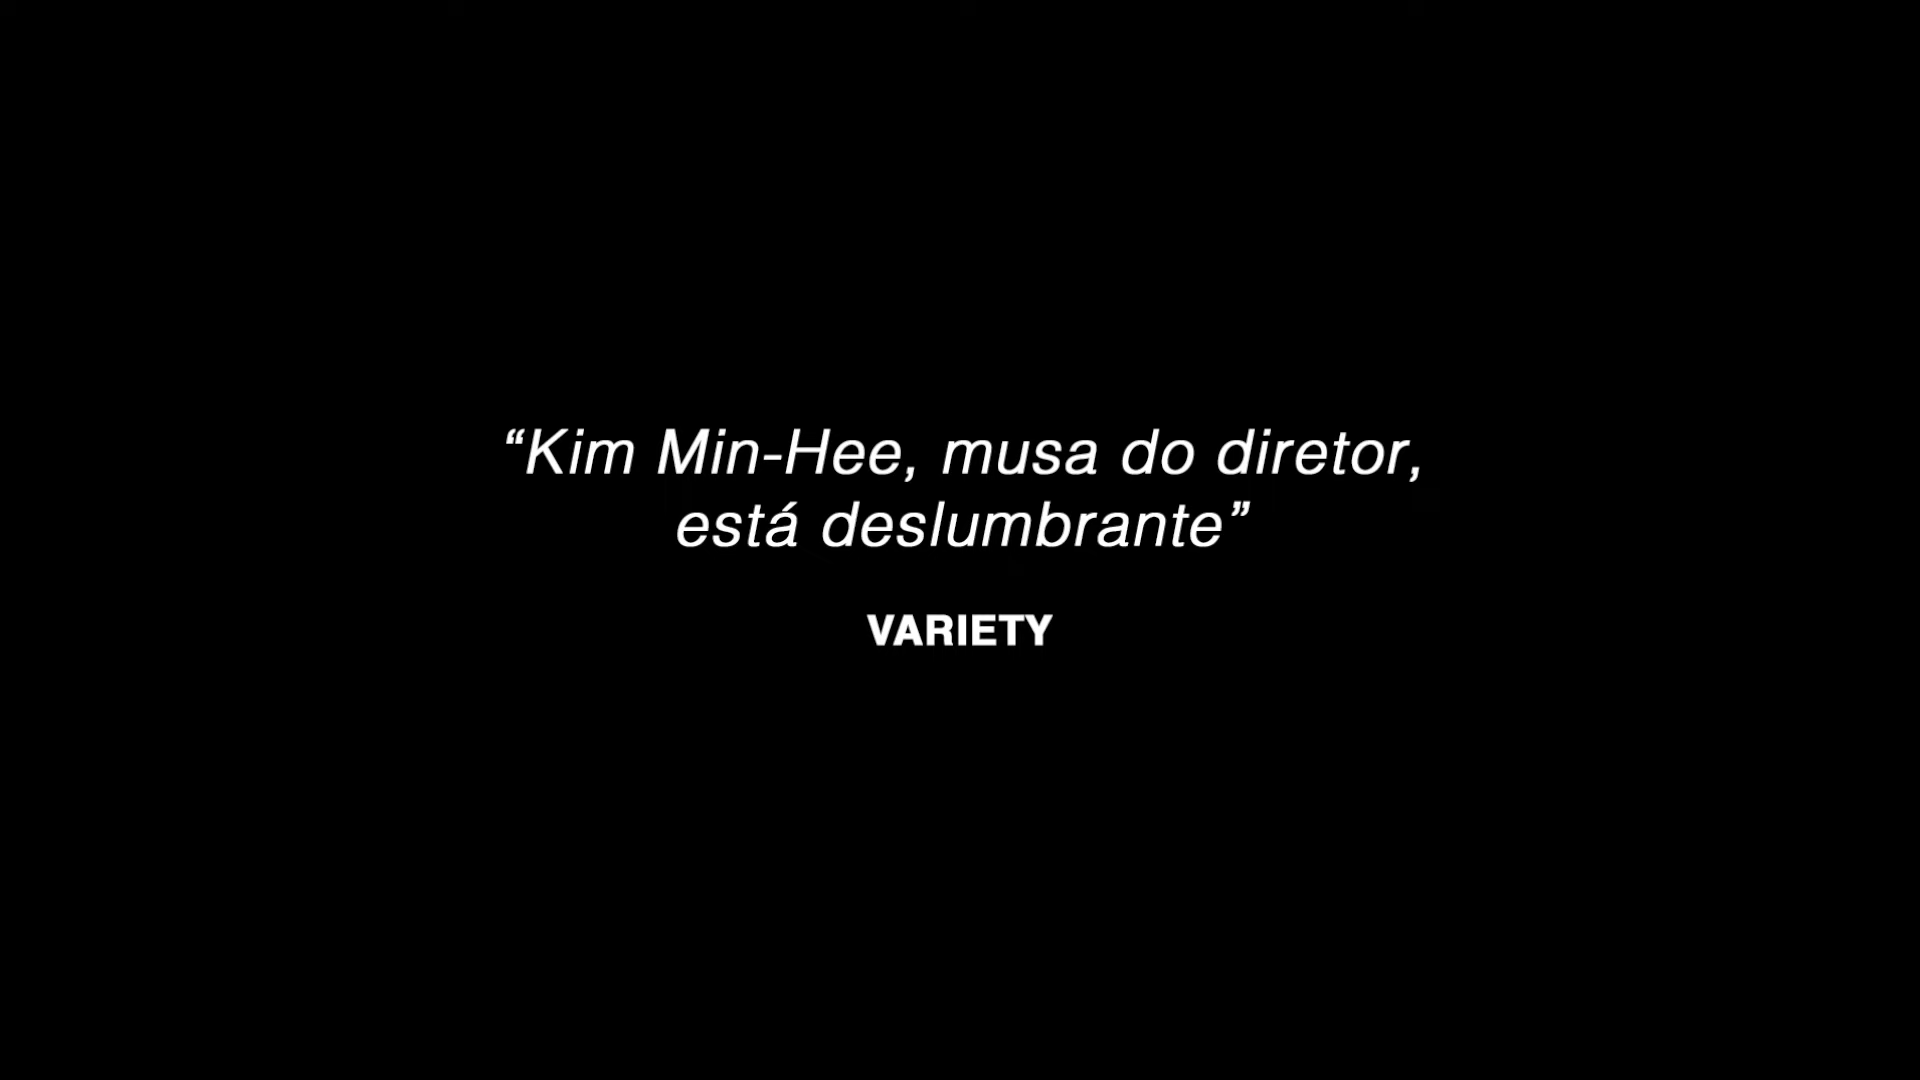 “Kim Min-Hee, musa do diretor,
está deslumbrante”
VARIETY